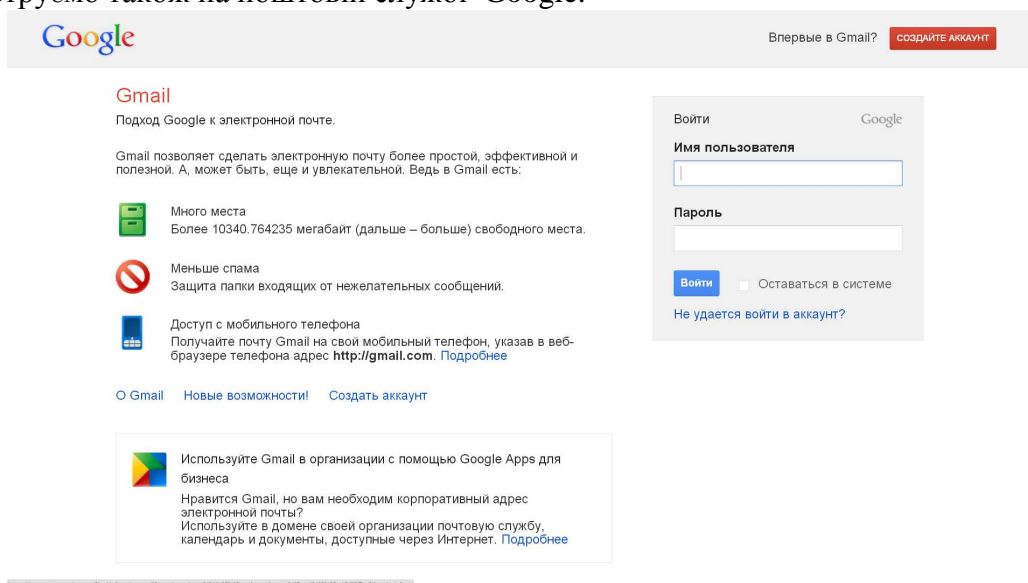 також на поштовій службі Google.
Google
Впервые в Gmail? СОЗДАЙТЕ АККАУНТ
Gmail
Подход Google к электронной почте.
Gmail позволяет сделать электронную почту более простой, эффективной и
полезной. А, может быть, еще и увлекательной. Ведь в Gmail есть:
Много места
Более 10340.764235 мегабайт (дальше – больше) свободного места.
Меньше спама
Защита папки входящих от нежелательных сообщений.
Доступ с мобильного телефона
Получайте почту Gmail на свой мобильный телефон, указав в веб-
браузере телефона адрес http://gmail.com. Подробнее
О Gmail Новые возможности! Создать аккаунт
Используйте Gmail в организации с помощью Google Apps для
бизнеса
Нравится Gmail, но вам необходим корпоративный адрес
электронной почты?
Используйте в домене своей организации почтовую службу,
календарь и документы, доступные через Интернет. Подробнее
Войти Google
Имя пользователя
Пароль
Войти Оставаться в системе
Не удается войти в аккаунт?